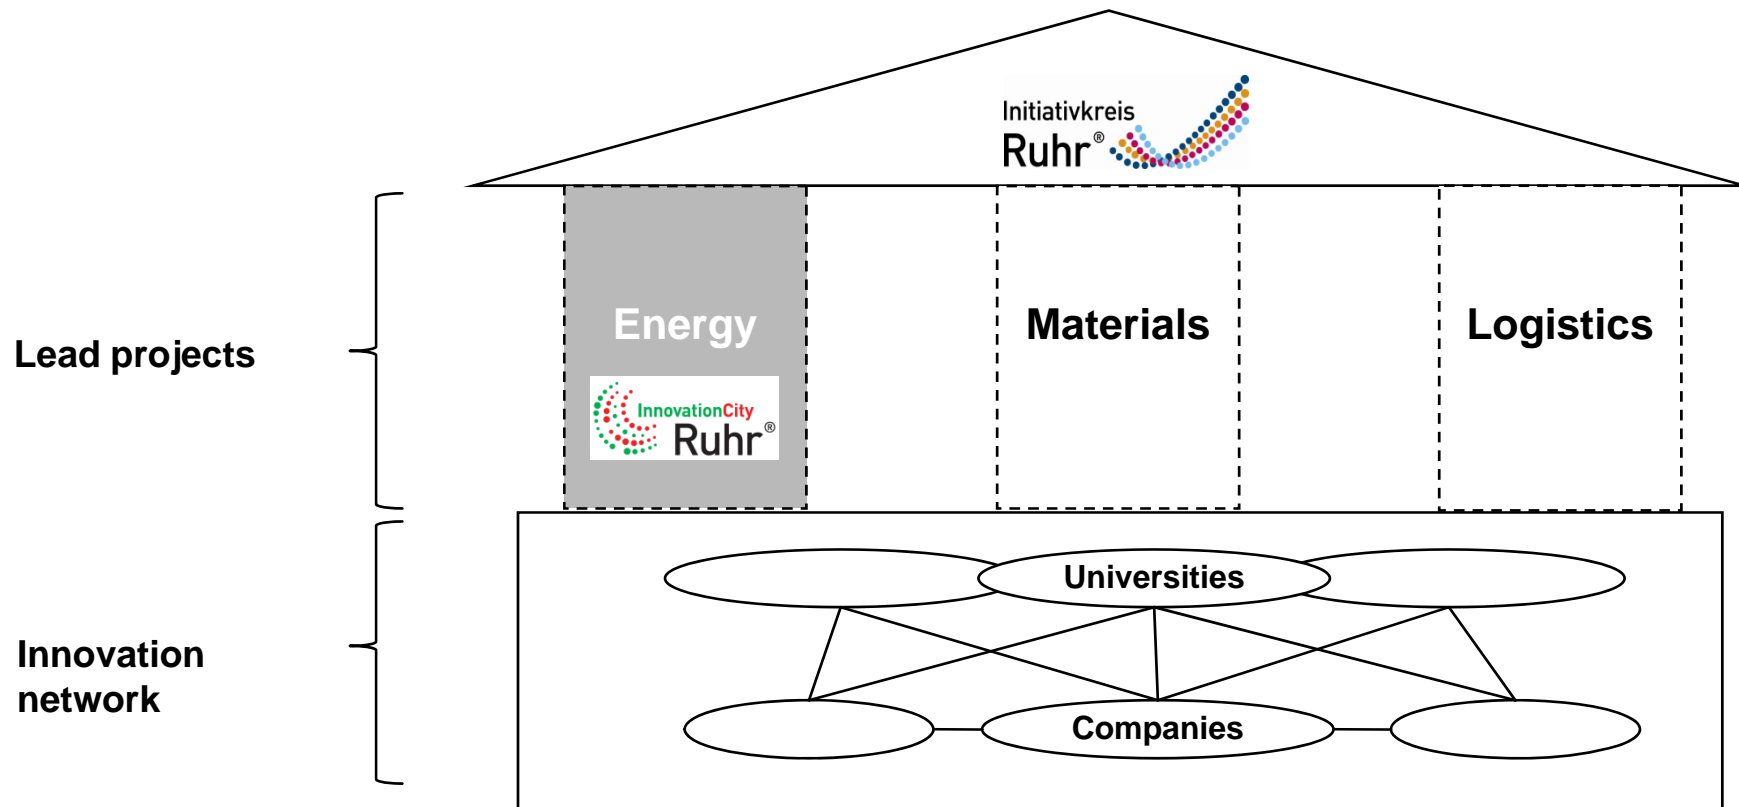 Initiativkreis
Ruhr®
Energy
Materials
Logistics
Lead projects
InnovationCity
Ruhr®
Universities
Innovation
network
Companies